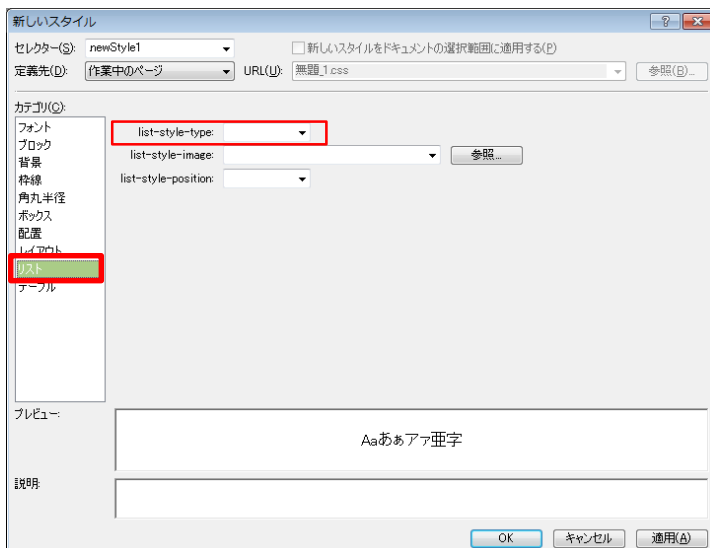 新しいスタイル
セレクター(S): newStyle1 新しいスタイルをドキュメントの選択範囲に適用する(P)
定義先(D): 作業中のページ URL(U): 無題_1.css 参照(B)...
カテゴリ(C):
フォント
ブロック
背景
枠線
角丸半径
ボックス
配置
レイアウト
リスト
テーブル
list-style-type:
list-style-image: 参照...
list-style-position:
プレビュー:
Aaあぁアァ亜字
説明:
OK キャンセル 適用(A)